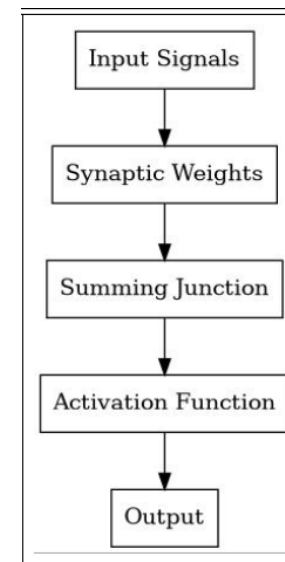 Input Signals
Synaptic Weights
Summing Junction
Activation Function
Output